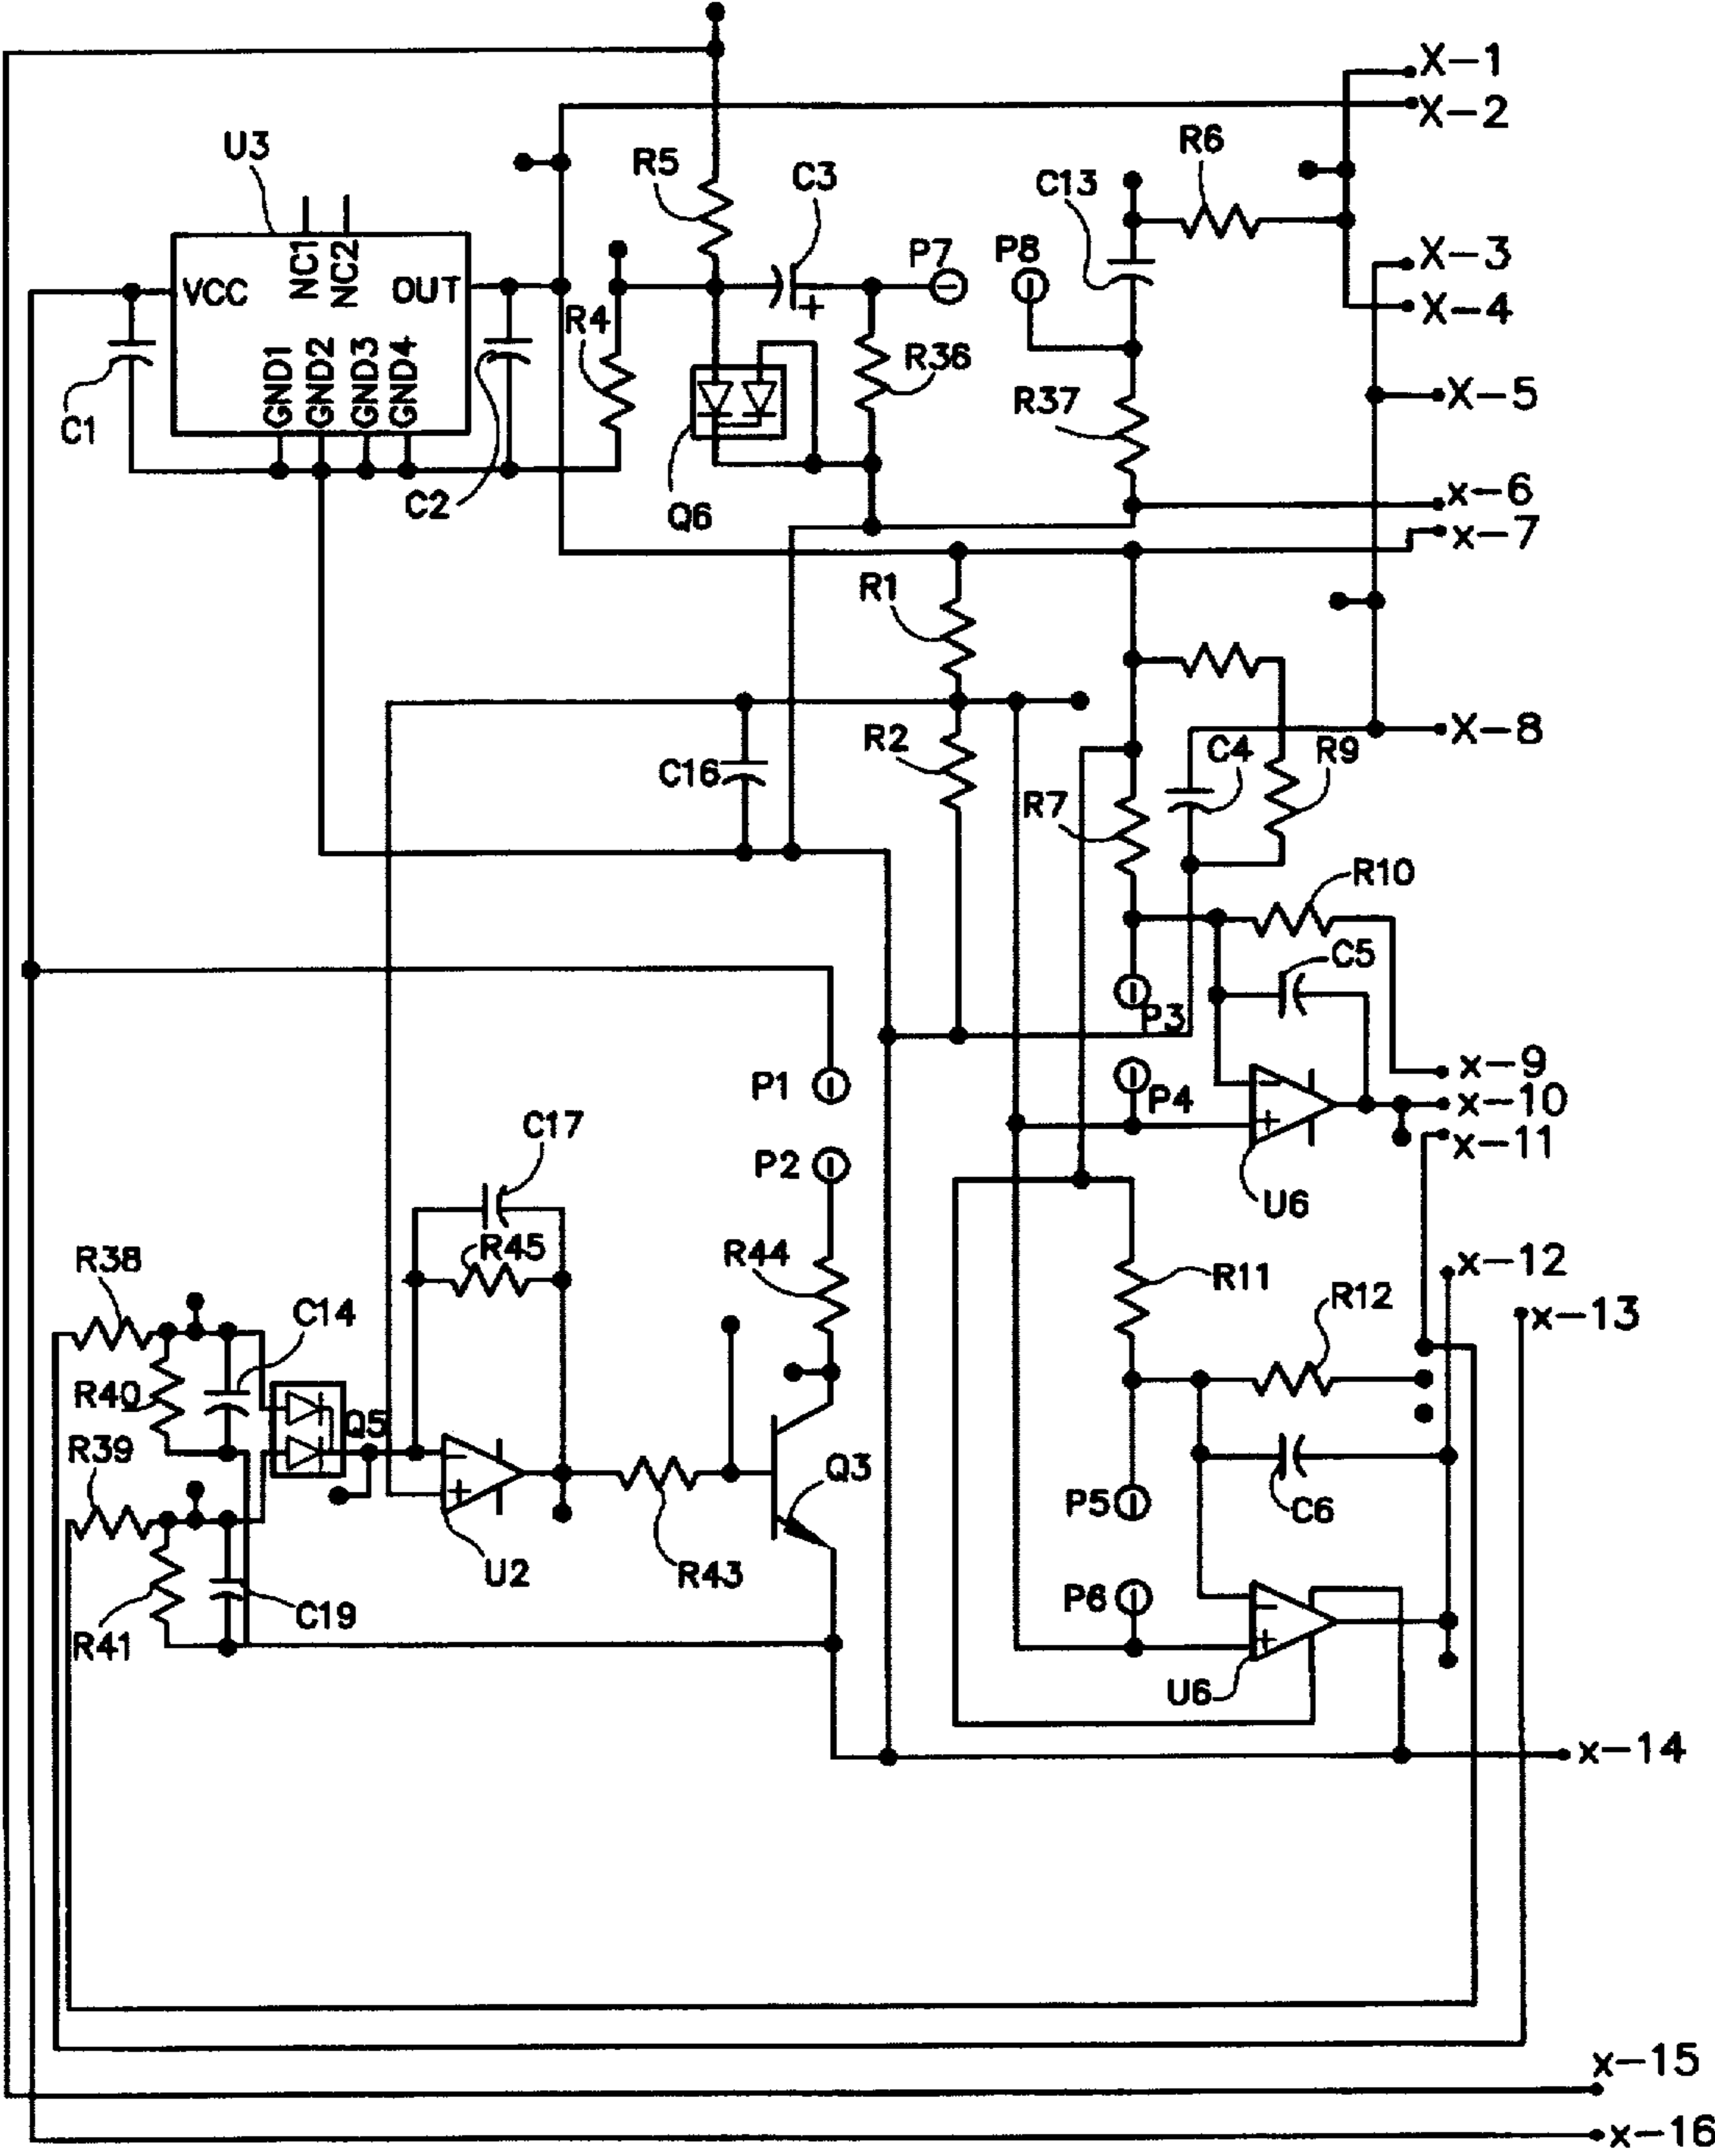 X-1
X-2
R6
U3
R5
C3
C13
NC1
NC2
P7
P8
X-3
VCC
OUT
R4
X-4
GND1
GND2
GND3
GND4
+
R36
C1
R37
X-5
C2
Q6
x-6
x-7
R1
R2
C16
C4
R9
X-8
R7
R10
C5
P3
P1
P4
x-9
x-10
x-11
C17
P2
U6
R45
R44
R38
C14
R11
R12
x-12
x-13
R40
Q5
R39
Q3
P5
C6
U2
R43
P6
C19
R41
U6
x-14
x-15
x-16